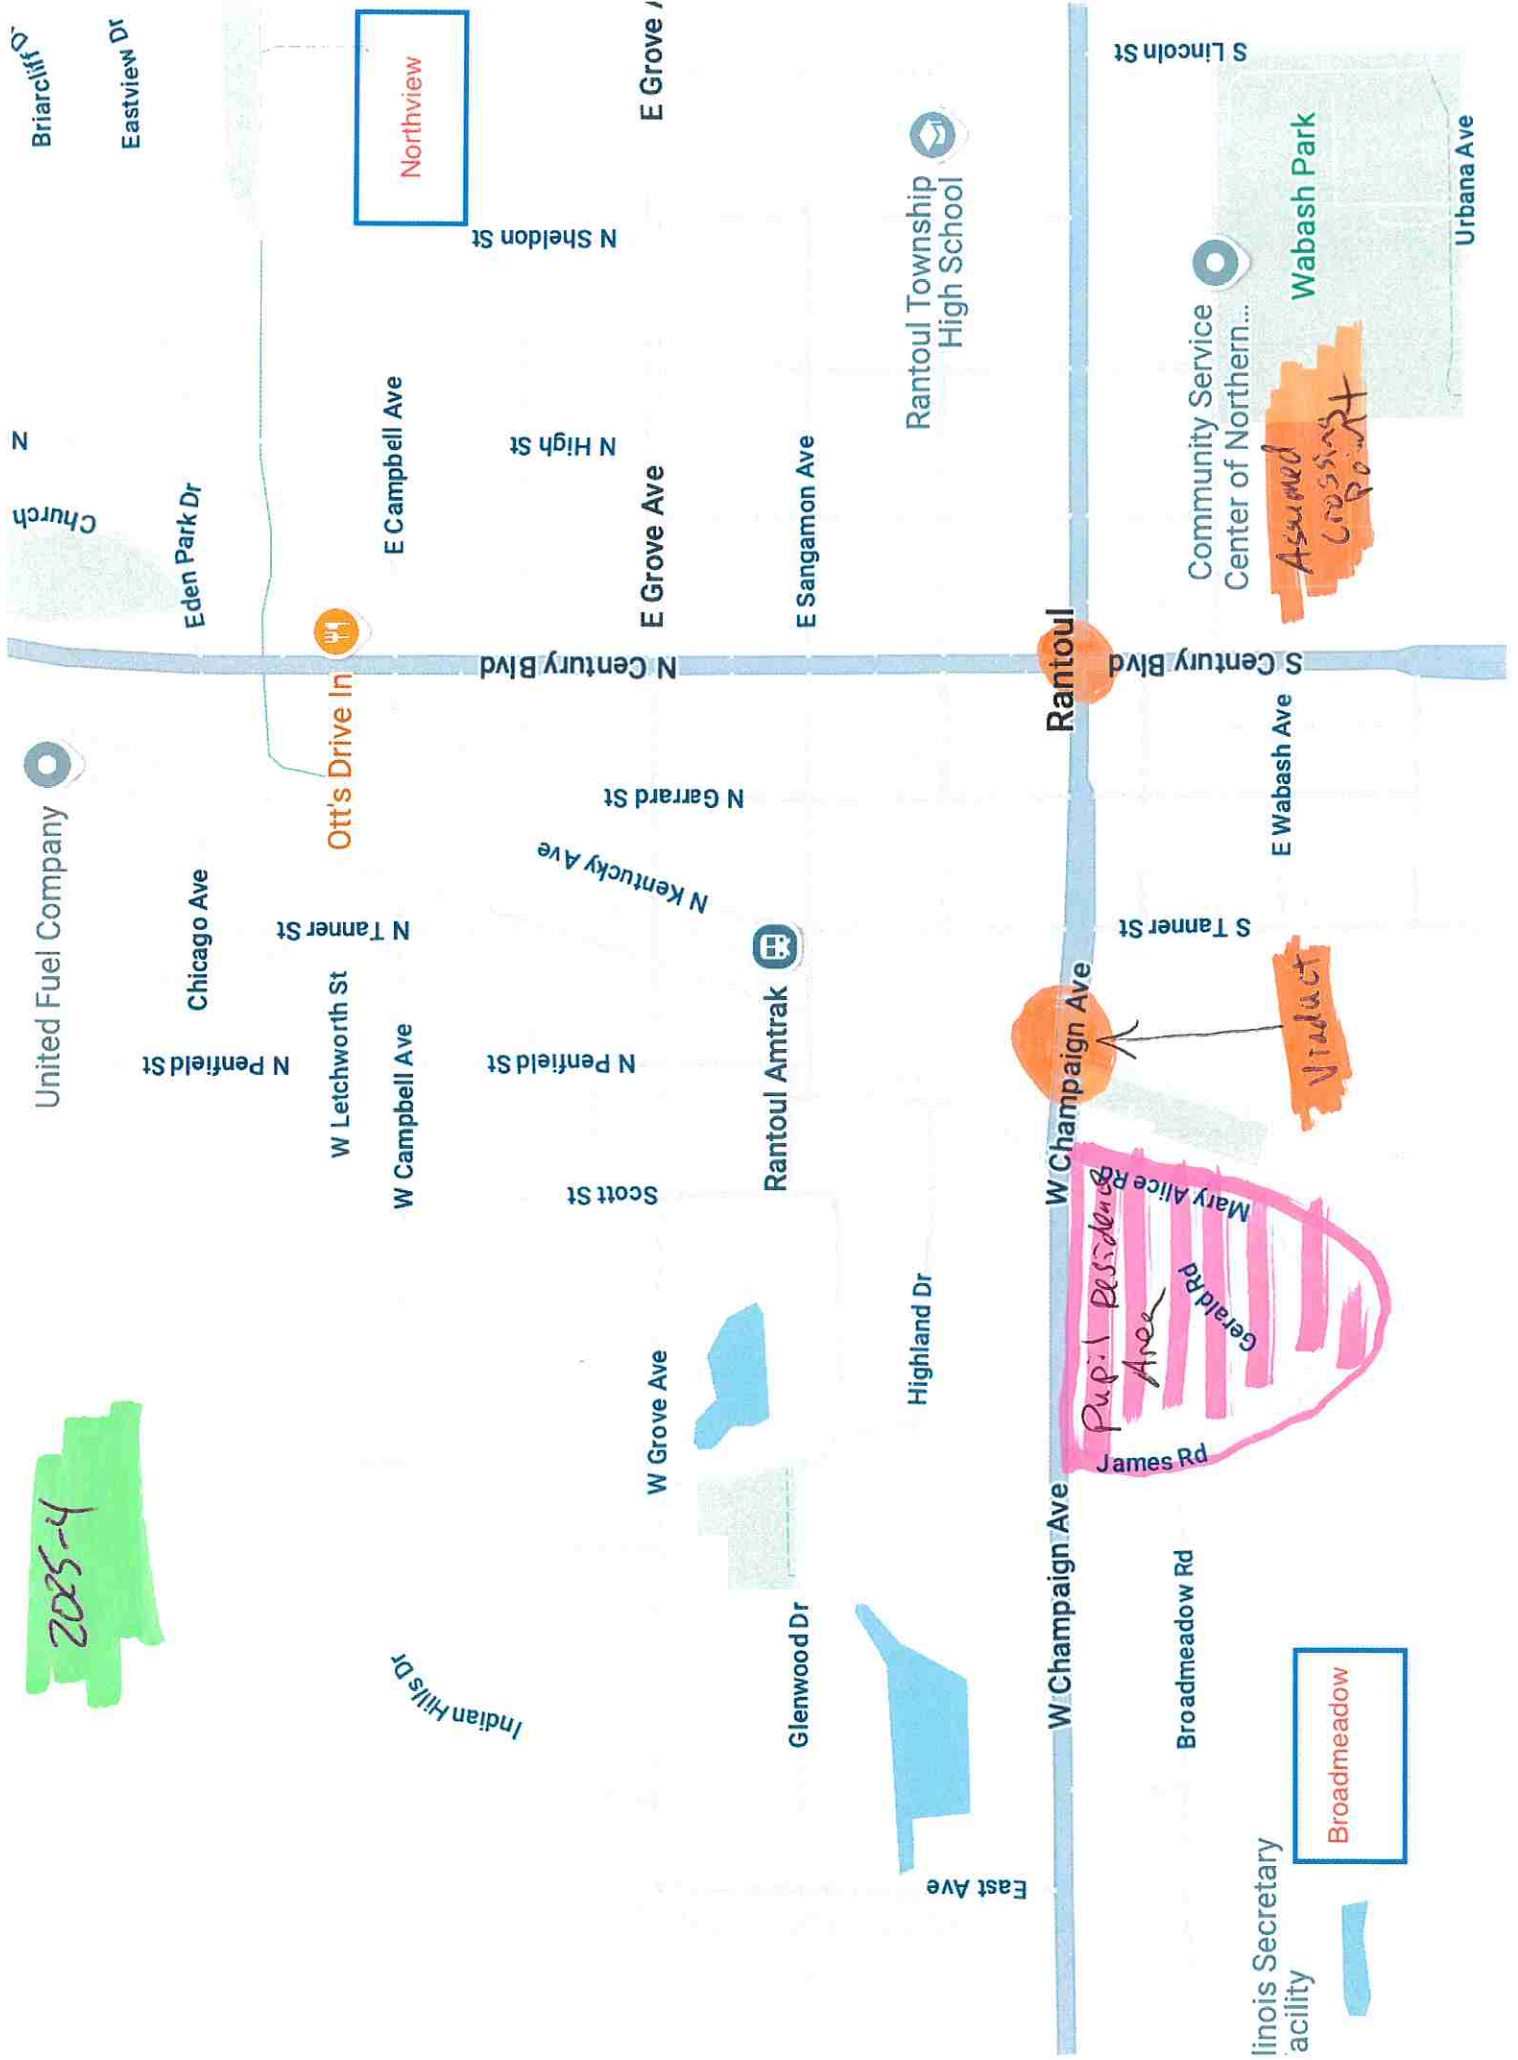 2025-4
United Fuel Company
N
Church
Briarcliff D
Eastview Dr
Chicago Ave
Eden Park Dr
N Penfield St
N Tanner St
W Letchworth St
Ott's Drive In
Indian Hills Dr
W Campbell Ave
E Campbell Ave
Northview
N Penfield St
N Century Blvd
N High St
N Sheldon St
Scott St
N Kentucky Ave
N Garrard St
W Grove Ave
E Grove Ave
E Grove A
Rantoul Amtrak
Glenwood Dr
E Sangamon Ave
Highland Dr
Rantoul Township
High School
East Ave
W Champaign Ave
W Champaign Ave
Rantoul
Pupil Residence
Area
James Rd
Gerald Rd
Mary Alice Rd
S Tanner St
S Century Blvd
S Lincoln St
Broadmeadow Rd
Community Service
Center of Northern...
E Wabash Ave
Wabash Park
Assumed
Crossing
Point
Viaduct
linois Secretary
acility
Broadmeadow
Urbana Ave